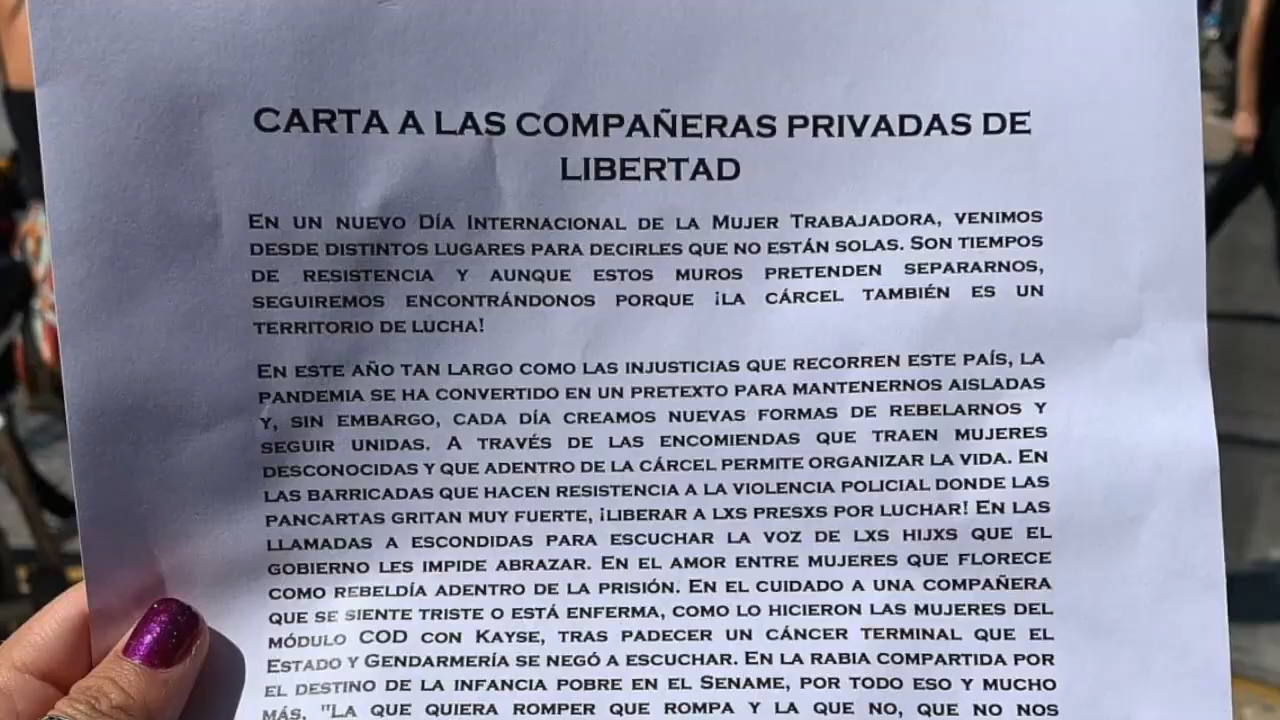 CARTA A LAS COMPAÑERAS PRIVADAS DE
LIBERTAD
EN UN NUEVO DÍA INTERNACIONAL DE LA MUJER TRABAJADORA, VENIMOS
DESDE DISTINTOS LUGARES PARA DECIRLES QUE NO ESTÁN SOLAS. SON TIEMPOS
DE RESISTENCIA Y AUNQUE ESTOS MUROS PRETENDEN SEPARARNOS,
SEGUIREMOS ENCONTRÁNDONOS PORQUE ¡LA CÁRCEL TAMBIÉN ES UN
TERRITORIO DE LUCHA!
EN ESTE AÑO TAN LARGO COMO LAS INJUSTICIAS QUE RECORREN ESTE PAÍS, LA
PANDEMIA SE HA CONVERTIDO EN UN PRETEXTO PARA MANTENERNOS AISLADAS
Y, SIN EMBARGO, CADA DÍA CREAMOS NUEVAS FORMAS DE REBELARNOS Y
SEGUIR UNIDAS. A TRAVÉS DE LAS ENCOMIENDAS QUE TRAEN MUJERES
DESCONOCIDAS Y QUE ADENTRO DE LA CÁRCEL PERMITE ORGANIZAR LA VIDA. EN
LAS BARRICADAS QUE HACEN RESISTENCIA A LA VIOLENCIA POLICIAL DONDE LAS
PANCARTAS GRITAN MUY FUERTE, ¡LIBERAR A LXS PRESXS POR LUCHAR! EN LAS
LLAMADAS A ESCONDIDAS PARA ESCUCHAR LA VOZ DE LXS HIJXS QUE EL
GOBIERNO LES IMPIDE ABRAZAR. EN EL AMOR ENTRE MUJERES QUE FLORECE
COMO REBELDÍA ADENTRO DE LA PRISIÓN. EN EL CUIDADO A UNA COMPAÑERA
QUE SE SIENTE TRISTE O ESTÁ ENFERMA, COMO LO HICIERON LAS MUJERES DEL
MÓDULO COD CON KAYSE, TRAS PADECER UN CÁNCER TERMINAL QUE EL
ESTADO Y GENDARMERÍA SE NEGÓ A ESCUCHAR. EN LA RABIA COMPARTIDA POR
EL DESTINO DE LA INFANCIA POBRE EN EL SENAME, POR TODO ESO Y MUCHO
MÁS, "LA QUE QUIERA ROMPER QUE ROMPA Y LA QUE NO, QUE NO NOS